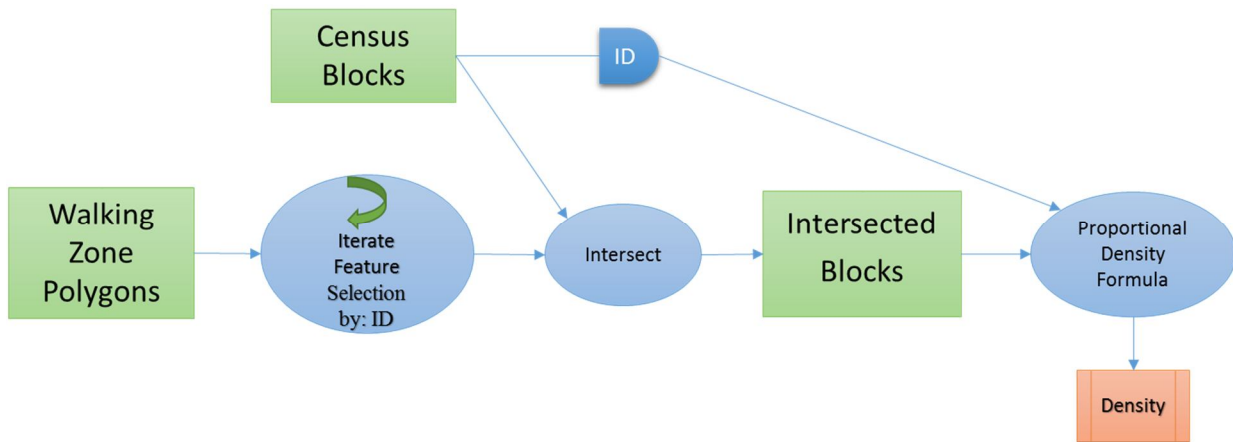 Census
Blocks
ID
Walking
Zone
Polygons
Iterate
Feature
Selection
by: ID
Intersect
Intersected
Blocks
Proportional
Density
Formula
Density